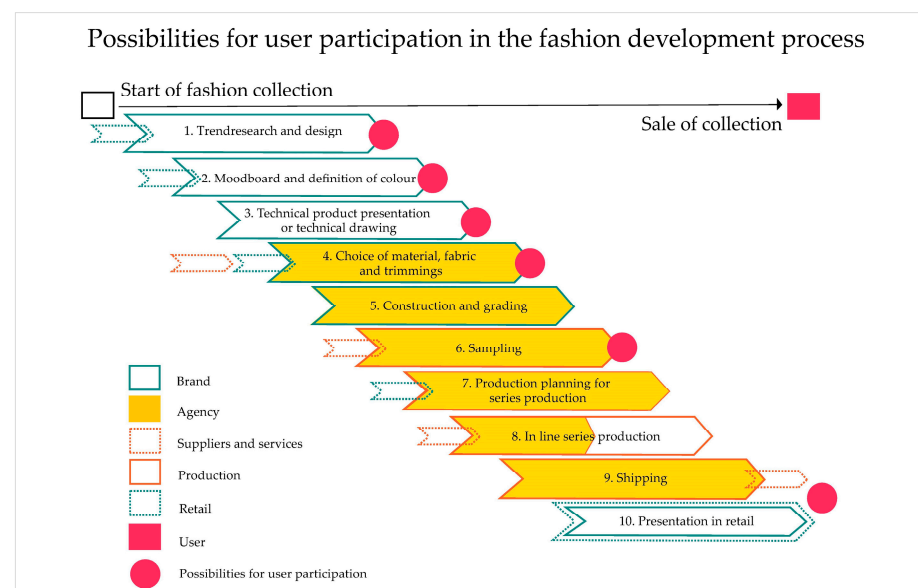 Possibilities for user participation in the fashion development process
Start of fashion collection
Sale of collection
1. Trendresearch and design
2. Moodboard and definition of colour
3. Technical product presentation
or technical drawing
4. Choice of material, fabric
and trimmings
5. Construction and grading
6. Sampling
7. Production planning for
series production
8. In line series production
9. Shipping
10. Presentation in retail
Brand
Agency
Suppliers and services
Production
Retail
User
Possibilities for user participation